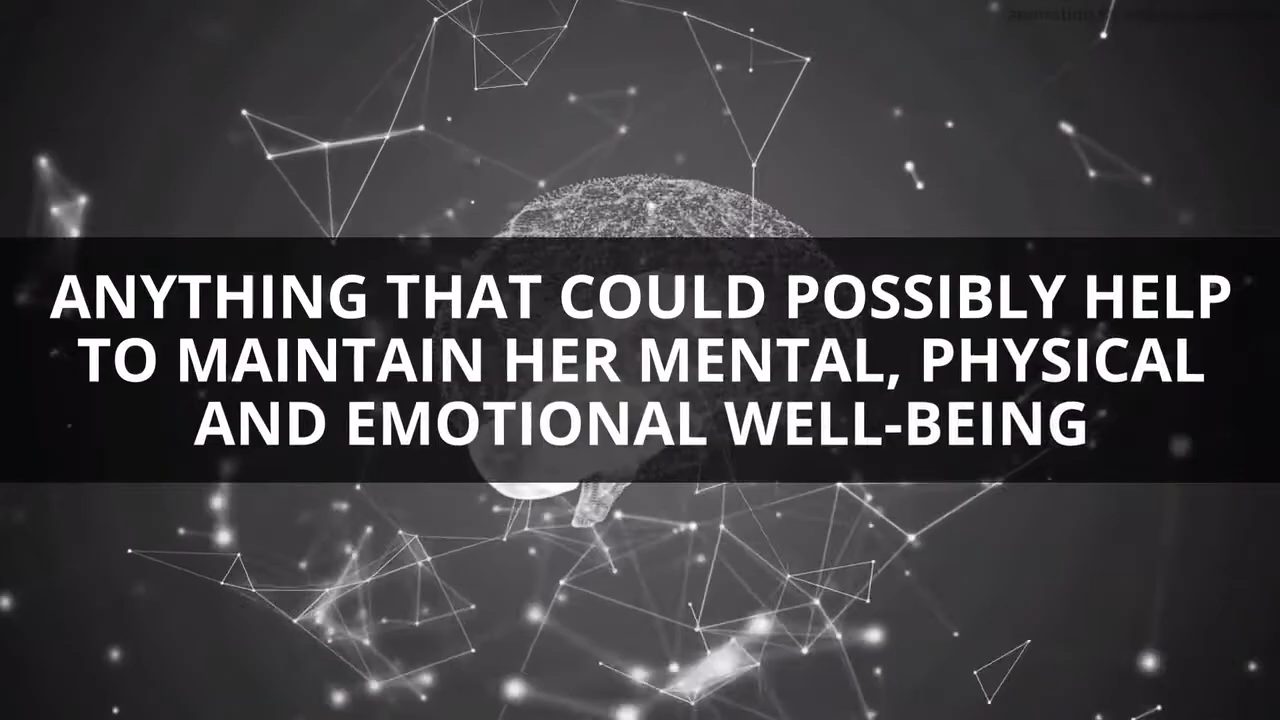 ANYTHING THAT COULD POSSIBLY HELP
TO MAINTAIN HER MENTAL, PHYSICAL
AND EMOTIONAL WELL-BEING